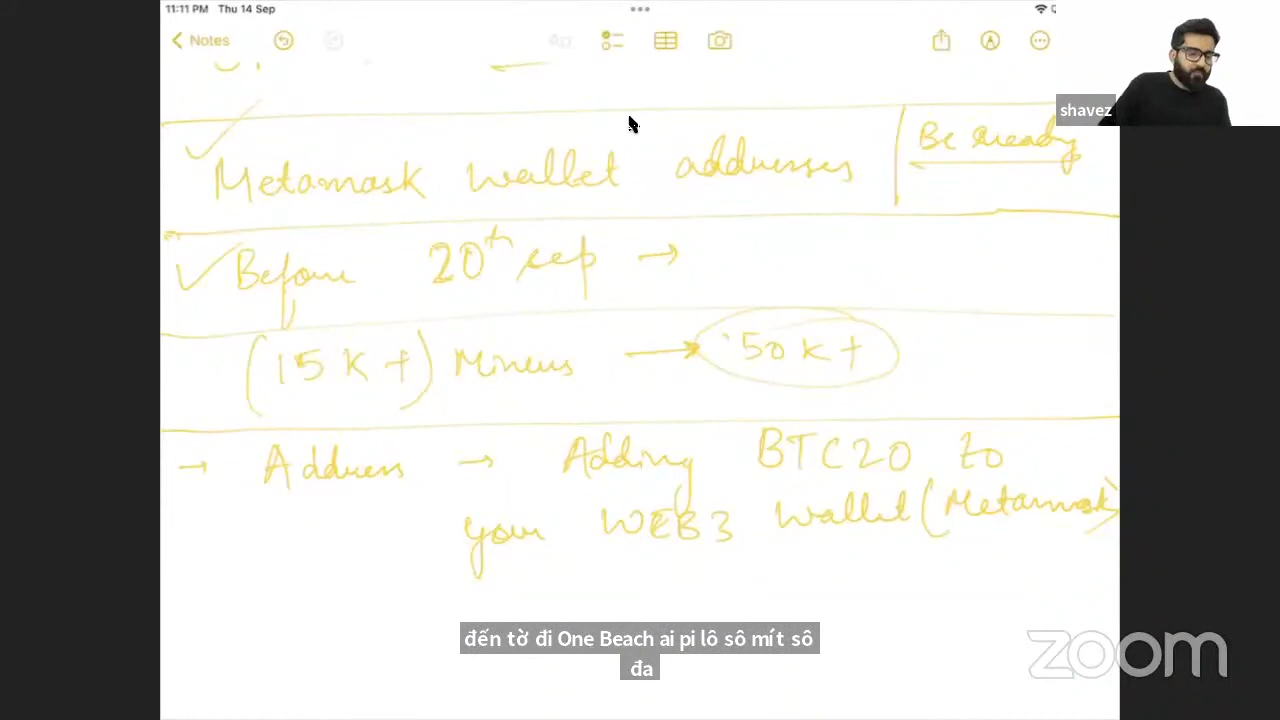 11:11 PM Thu 14 Sep
Notes
shavez
Metamask wallet addresses
Be ready
Before 20th sep →
(15 K +) Miners → 50 K +
→ Address → Adding BTC20 to
your WEB3 wallet (Metamask)
đến tờ đi One Beach ai pi lô sô mít sô
đa
zoom